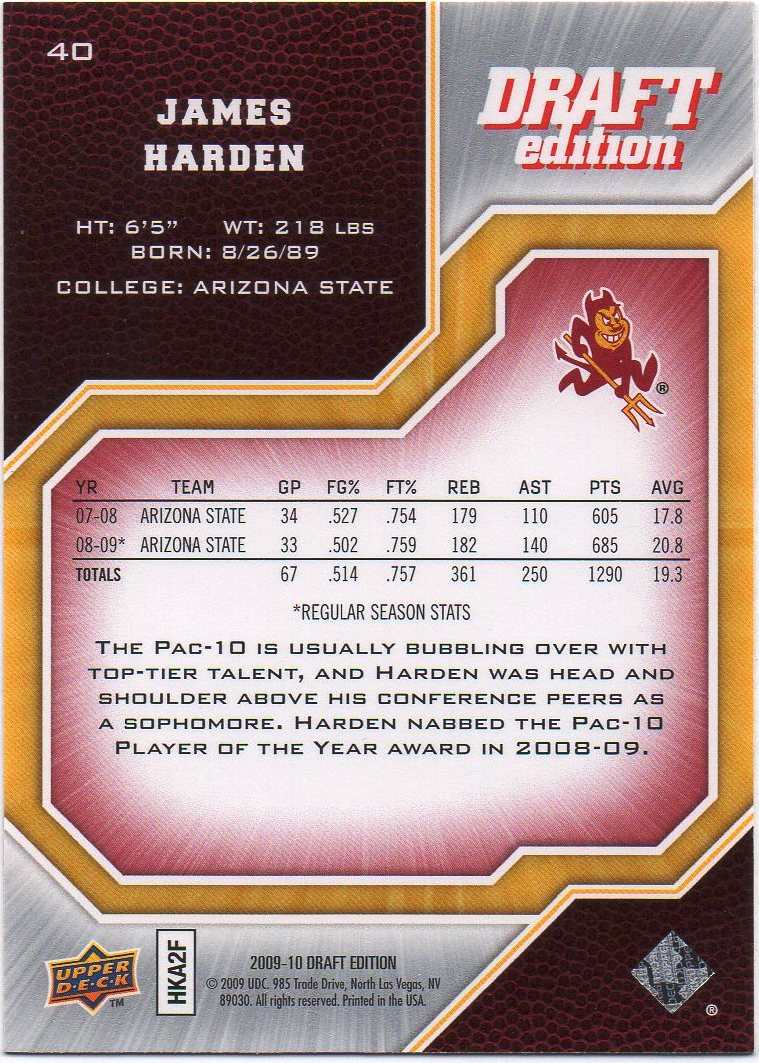 40
JAMES
HARDEN
HT: 6'5" WT: 218 LBS
BORN: 8/26/89
COLLEGE: ARIZONA STATE
DRAFT
edition
®
YR TEAM GP FG% FT% REB AST PTS AVG
07-08 ARIZONA STATE 34 .527 .754 179 110 605 17.8
08-09* ARIZONA STATE 33 .502 .759 182 140 685 20.8
TOTALS 67 .514 .757 361 250 1290 19.3
*REGULAR SEASON STATS
THE PAC-10 IS USUALLY BUBBLING OVER WITH
TOP-TIER TALENT, AND HARDEN WAS HEAD AND
SHOULDER ABOVE HIS CONFERENCE PEERS AS
A SOPHOMORE. HARDEN NABBED THE PAC-10
PLAYER OF THE YEAR AWARD IN 2008-09.
UPPER
D·E·C·K
TM
HKA2F
2009-10 DRAFT EDITION
© 2009 UDC. 985 Trade Drive, North Las Vegas, NV
89030. All rights reserved. Printed in the USA.
®